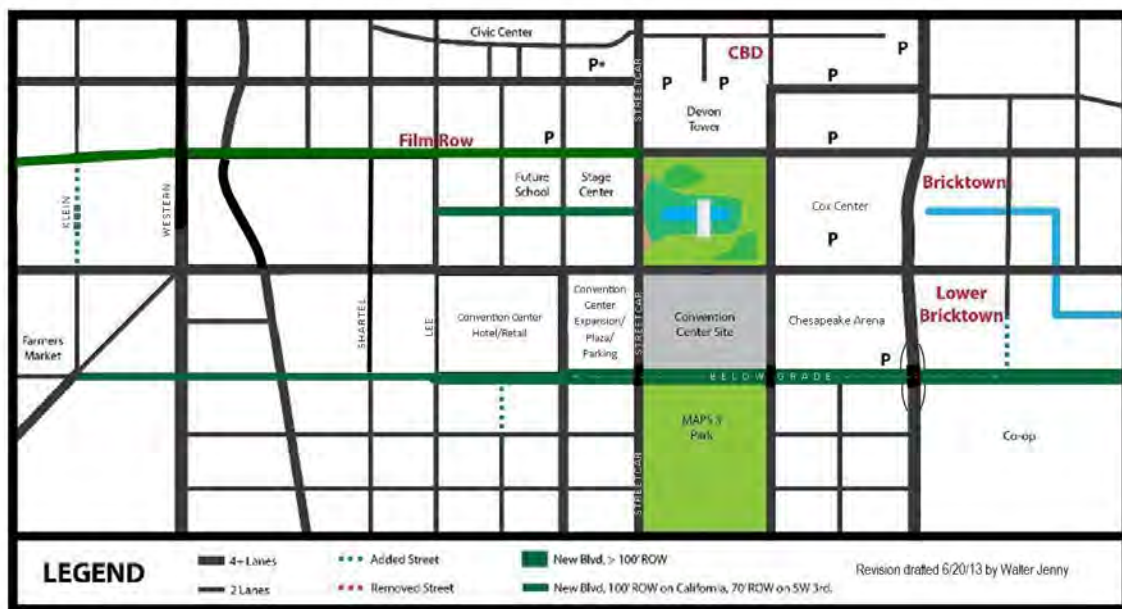 Civic Center
P*
CBD
P
P
P
P
STREETCAR
Devon
Tower
Film Row
P
P
Future
School
Stage
Center
KLEIN
WESTERN
Cox Center
P
Bricktown
SHARTEL
LEE
Convention Center
Hotel/Retail
Convention
Center
Expansion/
Plaza/
Parking
STREETCAR
Convention
Center Site
Chesapeake Arena
Lower
Bricktown
Farmers
Market
P
BELOW GRADE
MAPS 3
Park
Co-op
STREETCAR
LEGEND
4+ Lanes
2 Lanes
Added Street
Removed Street
New Blvd, > 100' ROW
New Blvd, 100' ROW on California, 70' ROW on SW 3rd.
Revision drafted 6/20/13 by Walter Jenny